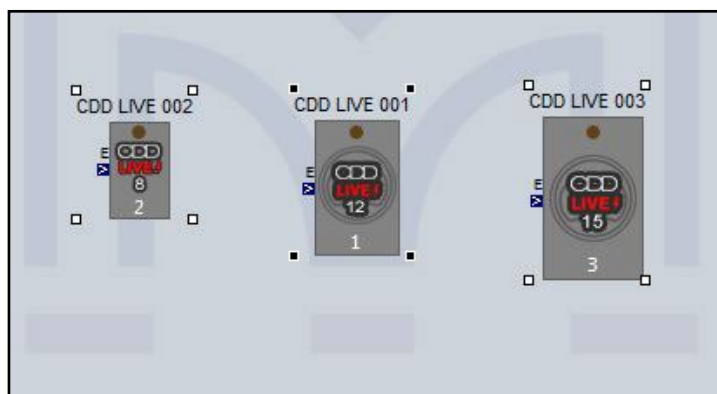 CDD LIVE 002
E
CDD
LIVE!
8
2
CDD LIVE 001
E
CDD
LIVE!
12
1
CDD LIVE 003
E
CDD
LIVE!
15
3